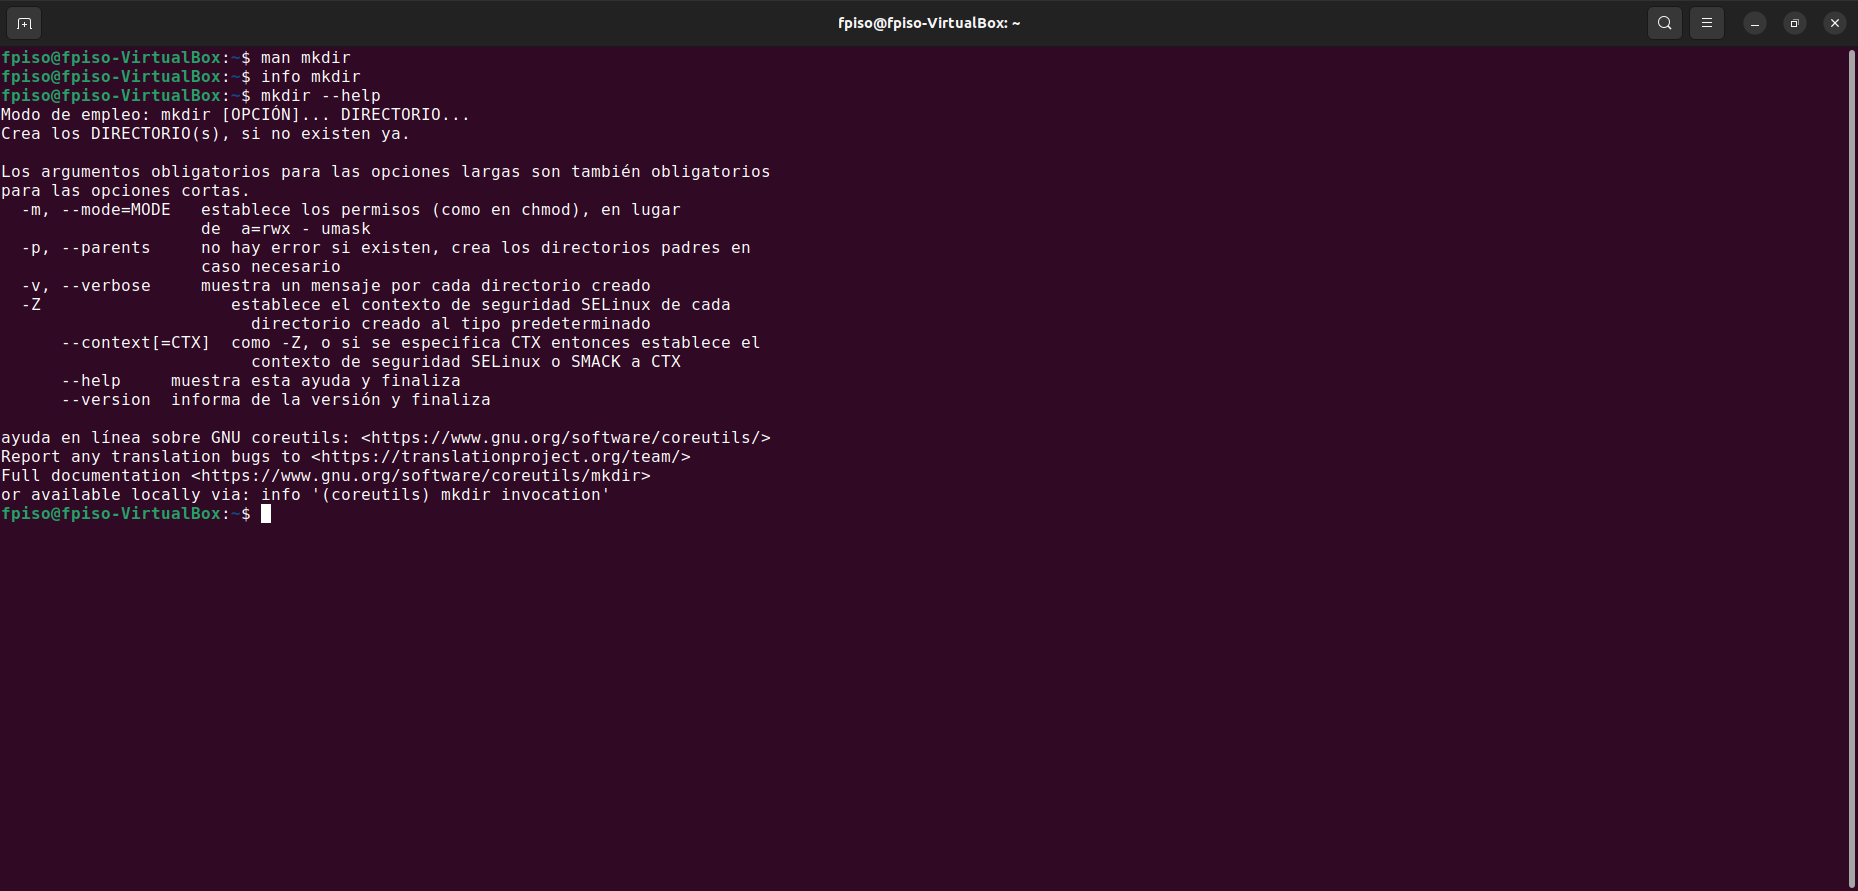 fpiso@fpiso-VirtualBox: ~
fpiso@fpiso-VirtualBox:~$ man mkdir
fpiso@fpiso-VirtualBox:~$ info mkdir
fpiso@fpiso-VirtualBox:~$ mkdir --help
Modo de empleo: mkdir [OPCIÓN]... DIRECTORIO...
Crea los DIRECTORIO(s), si no existen ya.

Los argumentos obligatorios para las opciones largas son también obligatorios
para las opciones cortas.
  -m, --mode=MODE   establece los permisos (como en chmod), en lugar
                    de  a=rwx - umask
  -p, --parents     no hay error si existen, crea los directorios padres en
                    caso necesario
  -v, --verbose     muestra un mensaje por cada directorio creado
  -Z                   establece el contexto de seguridad SELinux de cada
                         directorio creado al tipo predeterminado
      --context[=CTX]  como -Z, o si se especifica CTX entonces establece el
                         contexto de seguridad SELinux o SMACK a CTX
      --help     muestra esta ayuda y finaliza
      --version  informa de la versión y finaliza

ayuda en línea sobre GNU coreutils: <https://www.gnu.org/software/coreutils/>
Report any translation bugs to <https://translationproject.org/team/>
Full documentation <https://www.gnu.org/software/coreutils/mkdir>
or available locally via: info '(coreutils) mkdir invocation'
fpiso@fpiso-VirtualBox:~$